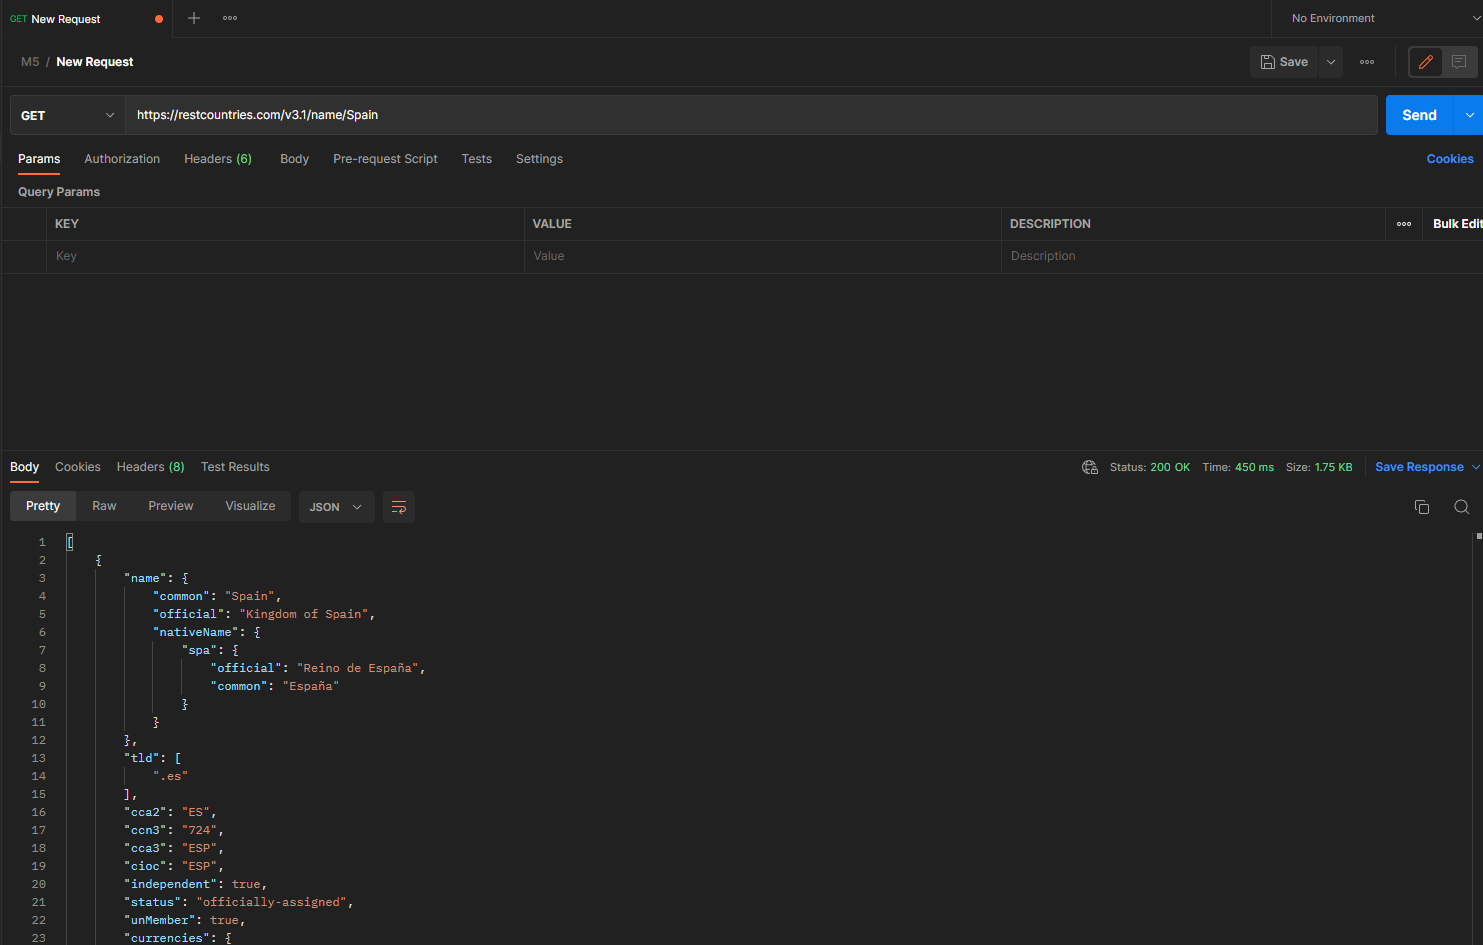 GET New Request
No Environment
M5 / New Request
Save
GET
https://restcountries.com/v3.1/name/Spain
Send
Params Authorization Headers (6) Body Pre-request Script Tests Settings Cookies
Query Params
KEY VALUE DESCRIPTION Bulk Edit
Key Value Description
Body Cookies Headers (8) Test Results Status: 200 OK Time: 450 ms Size: 1.75 KB Save Response
Pretty Raw Preview Visualize JSON
1 [
2 {
3 "name": {
4 "common": "Spain",
5 "official": "Kingdom of Spain",
6 "nativeName": {
7 "spa": {
8 "official": "Reino de España",
9 "common": "España"
10 }
11 }
12 },
13 "tld": [
14 ".es"
15 ],
16 "cca2": "ES",
17 "ccn3": "724",
18 "cca3": "ESP",
19 "cioc": "ESP",
20 "independent": true,
21 "status": "officially-assigned",
22 "unMember": true,
23 "currencies": {